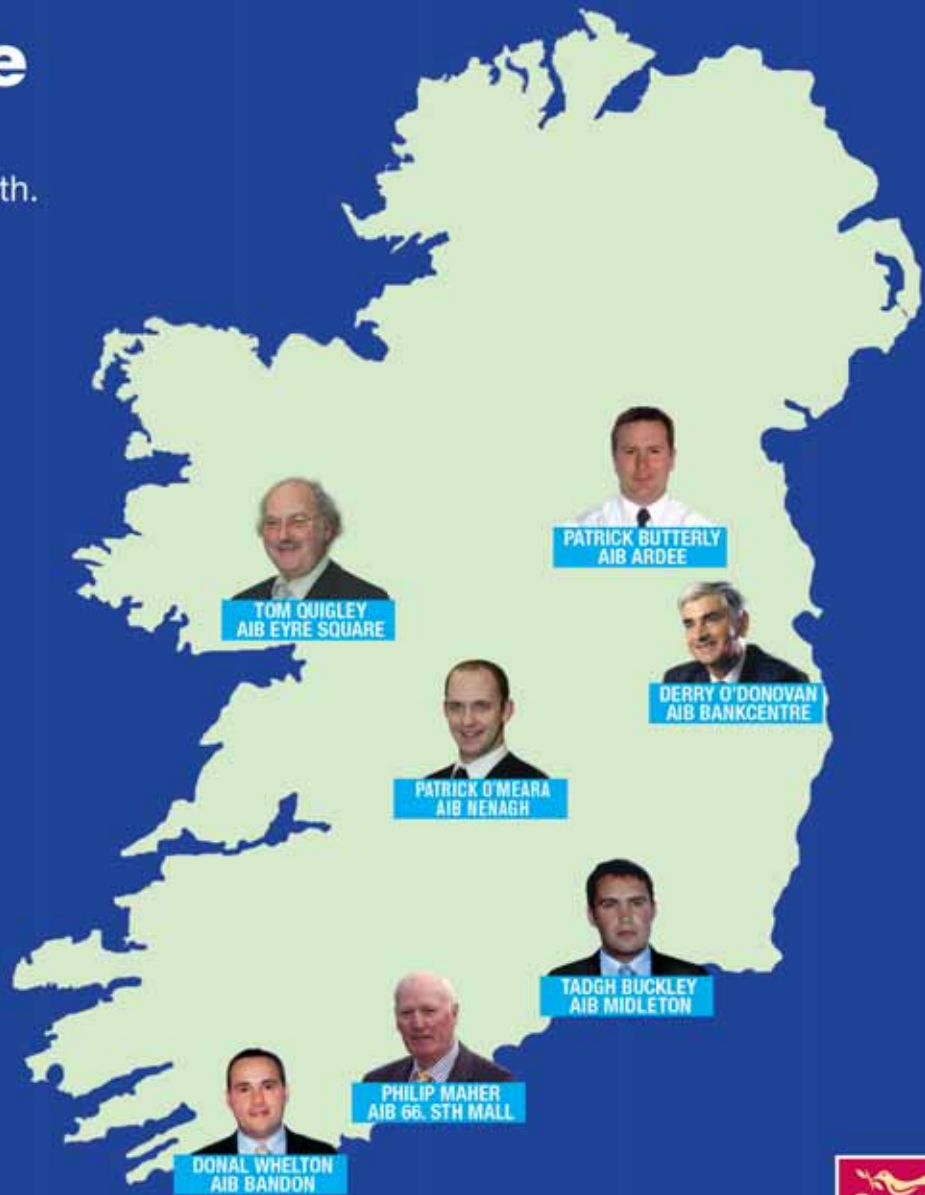 e
th.
PATRICK BUTTERLY
AIB ARDEE
TOM QUIGLEY
AIB EYRE SQUARE
DERRY O'DONOVAN
AIB BANKCENTRE
PATRICK O'MEARA
AIB NENAGH
TADGH BUCKLEY
AIB MIDLETON
PHILIP MAHER
AIB 66. STH MALL
DONAL WHELTON
AIB BANDON